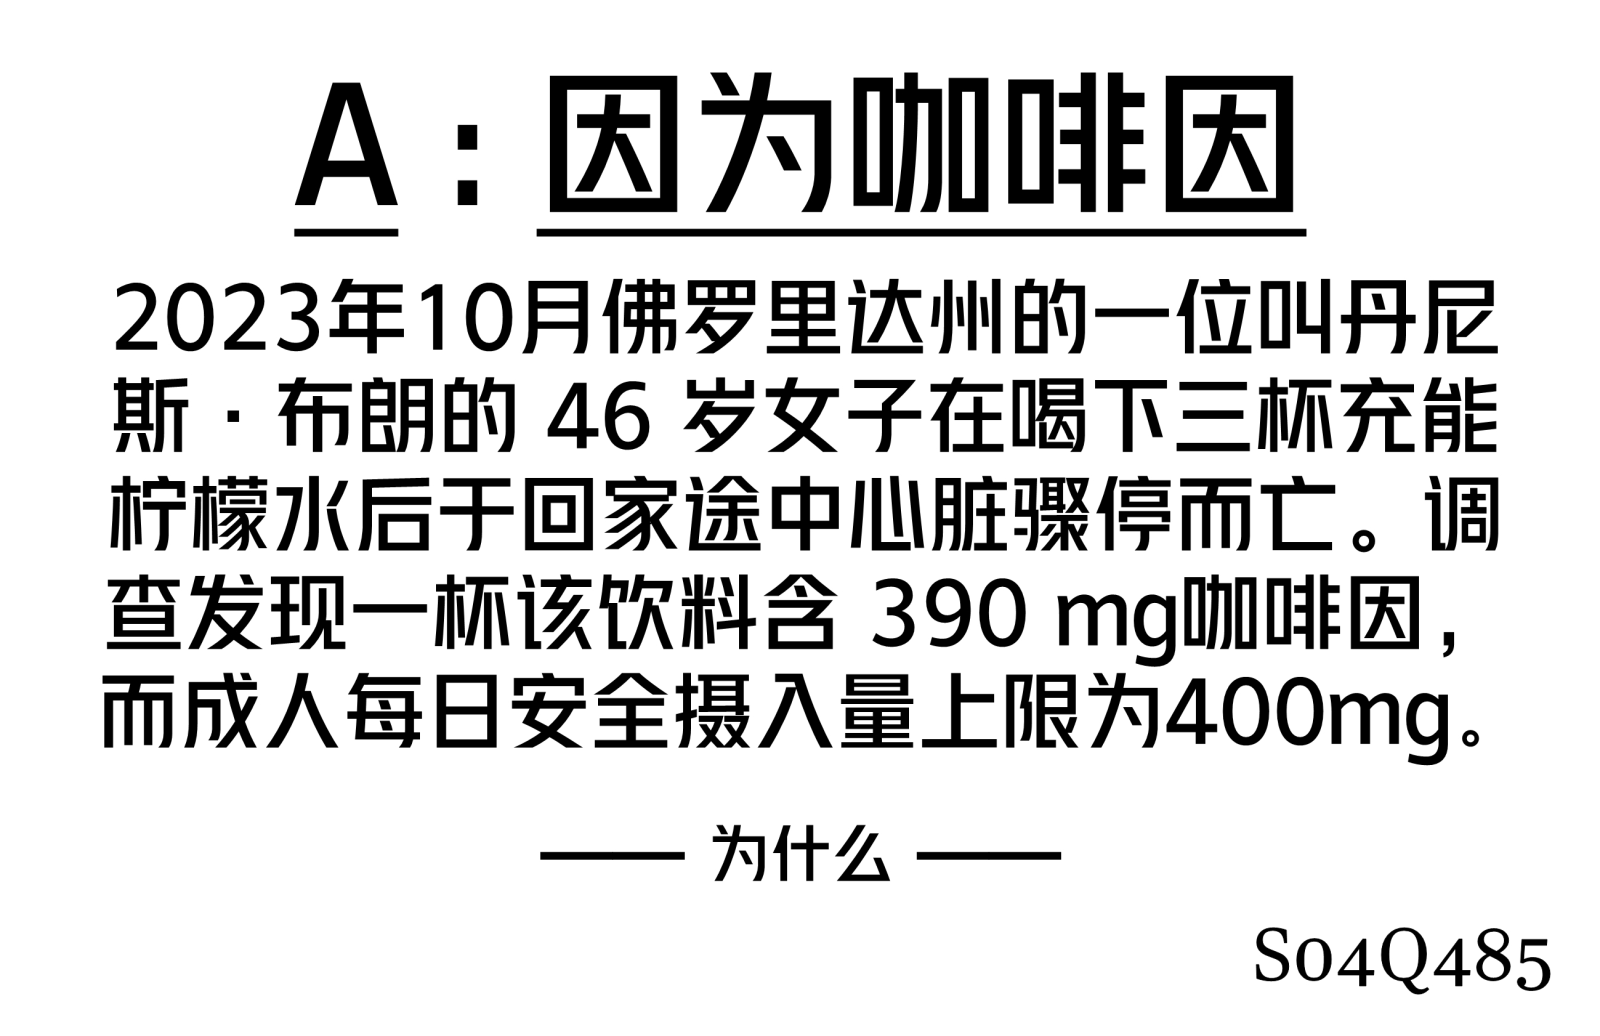 A：因为咖啡因
2023年10月佛罗里达州的一位叫丹尼
斯·布朗的 46 岁女子在喝下三杯充能
柠檬水后于回家途中心脏骤停而亡。调
查发现一杯该饮料含 390 mg咖啡因，
而成人每日安全摄入量上限为400mg。
—— 为什么 ——
S04Q485